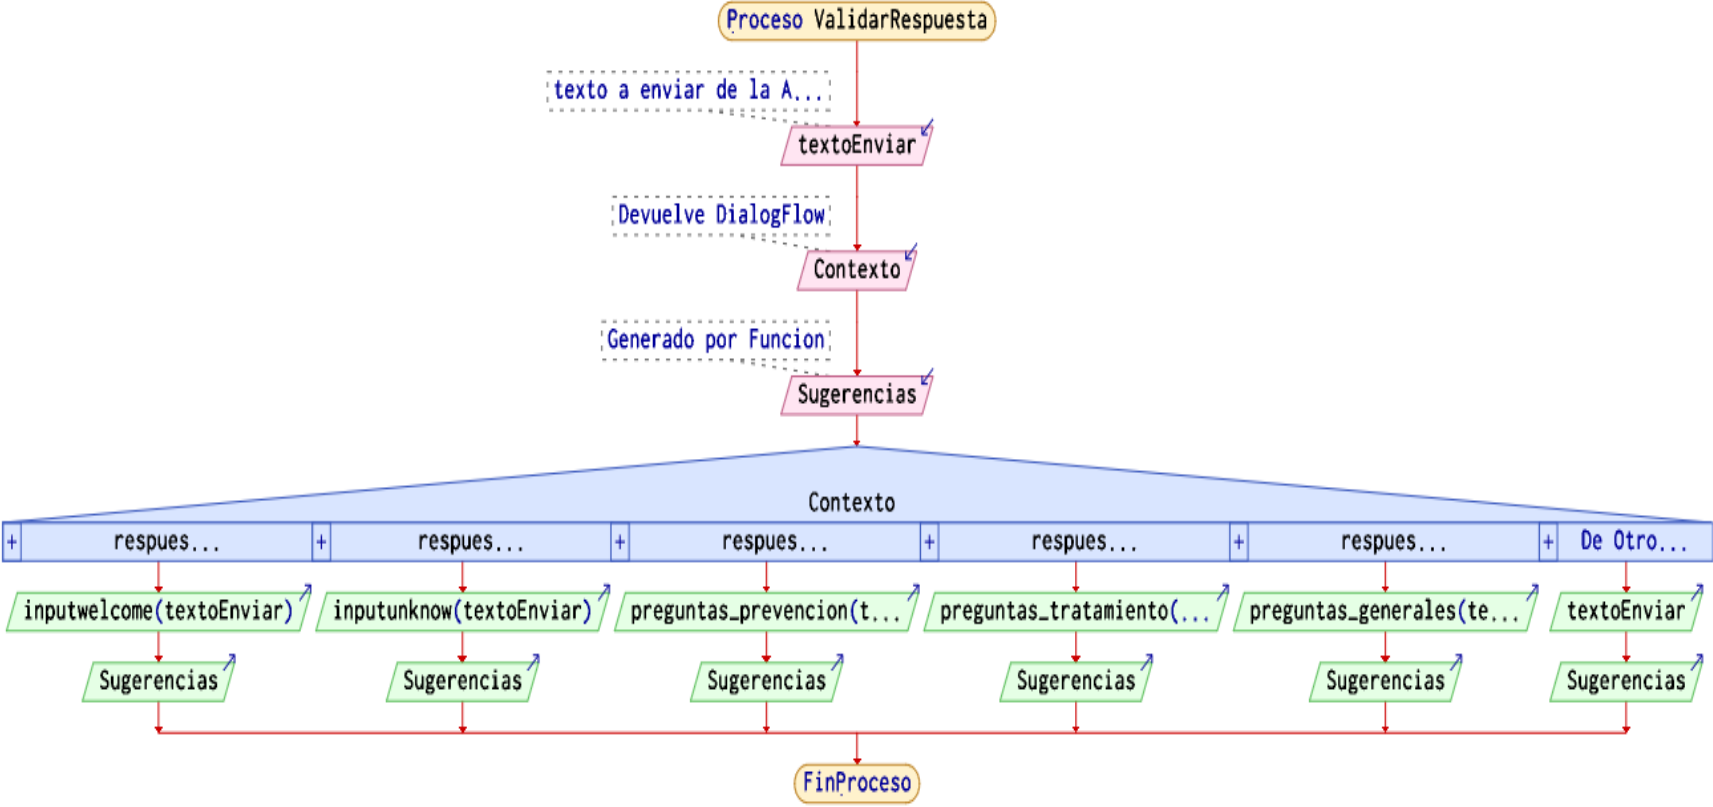 Proceso ValidarRespuesta
texto a enviar de la A...
textoEnviar
Devuelve DialogFlow
Contexto
Generado por Funcion
Sugerencias
Contexto
+ respues... + respues... + respues... + respues... + respues... + De Otro...
inputwelcome(textoEnviar) inputunknow(textoEnviar) preguntas_prevencion(t... preguntas_tratamiento(... preguntas_generales(te... textoEnviar
Sugerencias Sugerencias Sugerencias Sugerencias Sugerencias Sugerencias
FinProceso